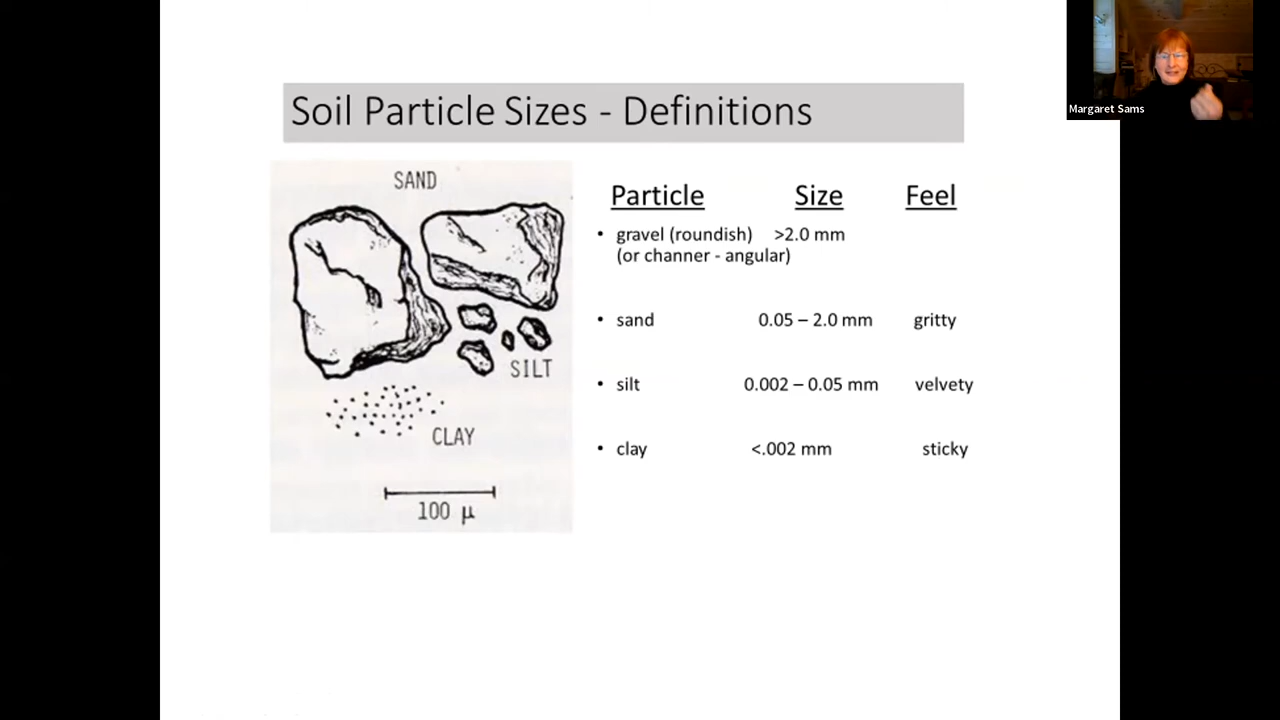 Margaret Sams
Soil Particle Sizes - Definitions
SAND
SILT
CLAY
100 μ
Particle Size Feel
• gravel (roundish) >2.0 mm
(or channer - angular)
• sand 0.05 – 2.0 mm gritty
• silt 0.002 – 0.05 mm velvety
• clay <.002 mm sticky